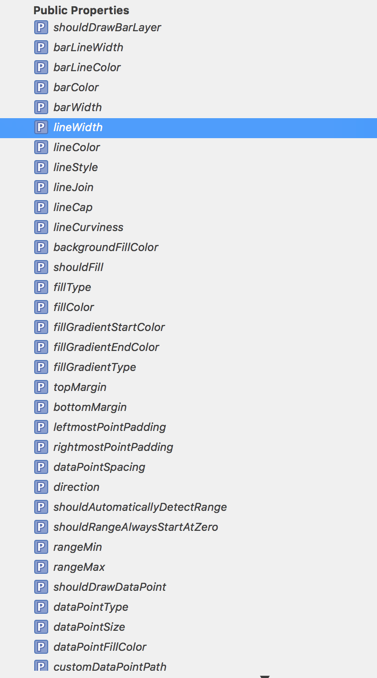 Public Properties
P shouldDrawBarLayer
P barLineWidth
P barLineColor
P barColor
P barWidth
P lineWidth
P lineColor
P lineStyle
P lineJoin
P lineCap
P lineCurviness
P backgroundFillColor
P shouldFill
P fillType
P fillColor
P fillGradientStartColor
P fillGradientEndColor
P fillGradientType
P topMargin
P bottomMargin
P leftmostPointPadding
P rightmostPointPadding
P dataPointSpacing
P direction
P shouldAutomaticallyDetectRange
P shouldRangeAlwaysStartAtZero
P rangeMin
P rangeMax
P shouldDrawDataPoint
P dataPointType
P dataPointSize
P dataPointFillColor
P customDataPointPath